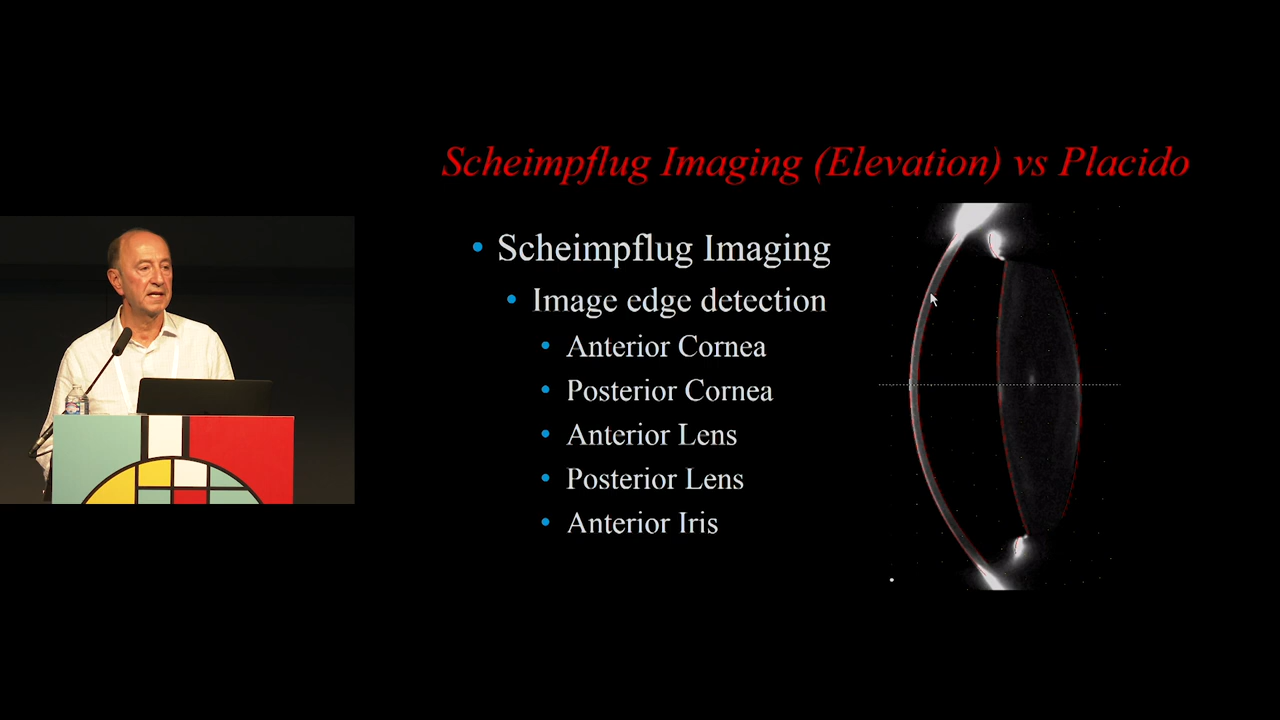 Scheimpflug Imaging (Elevation) vs Placido
Scheimpflug Imaging
Image edge detection
Anterior Cornea
Posterior Cornea
Anterior Lens
Posterior Lens
Anterior Iris